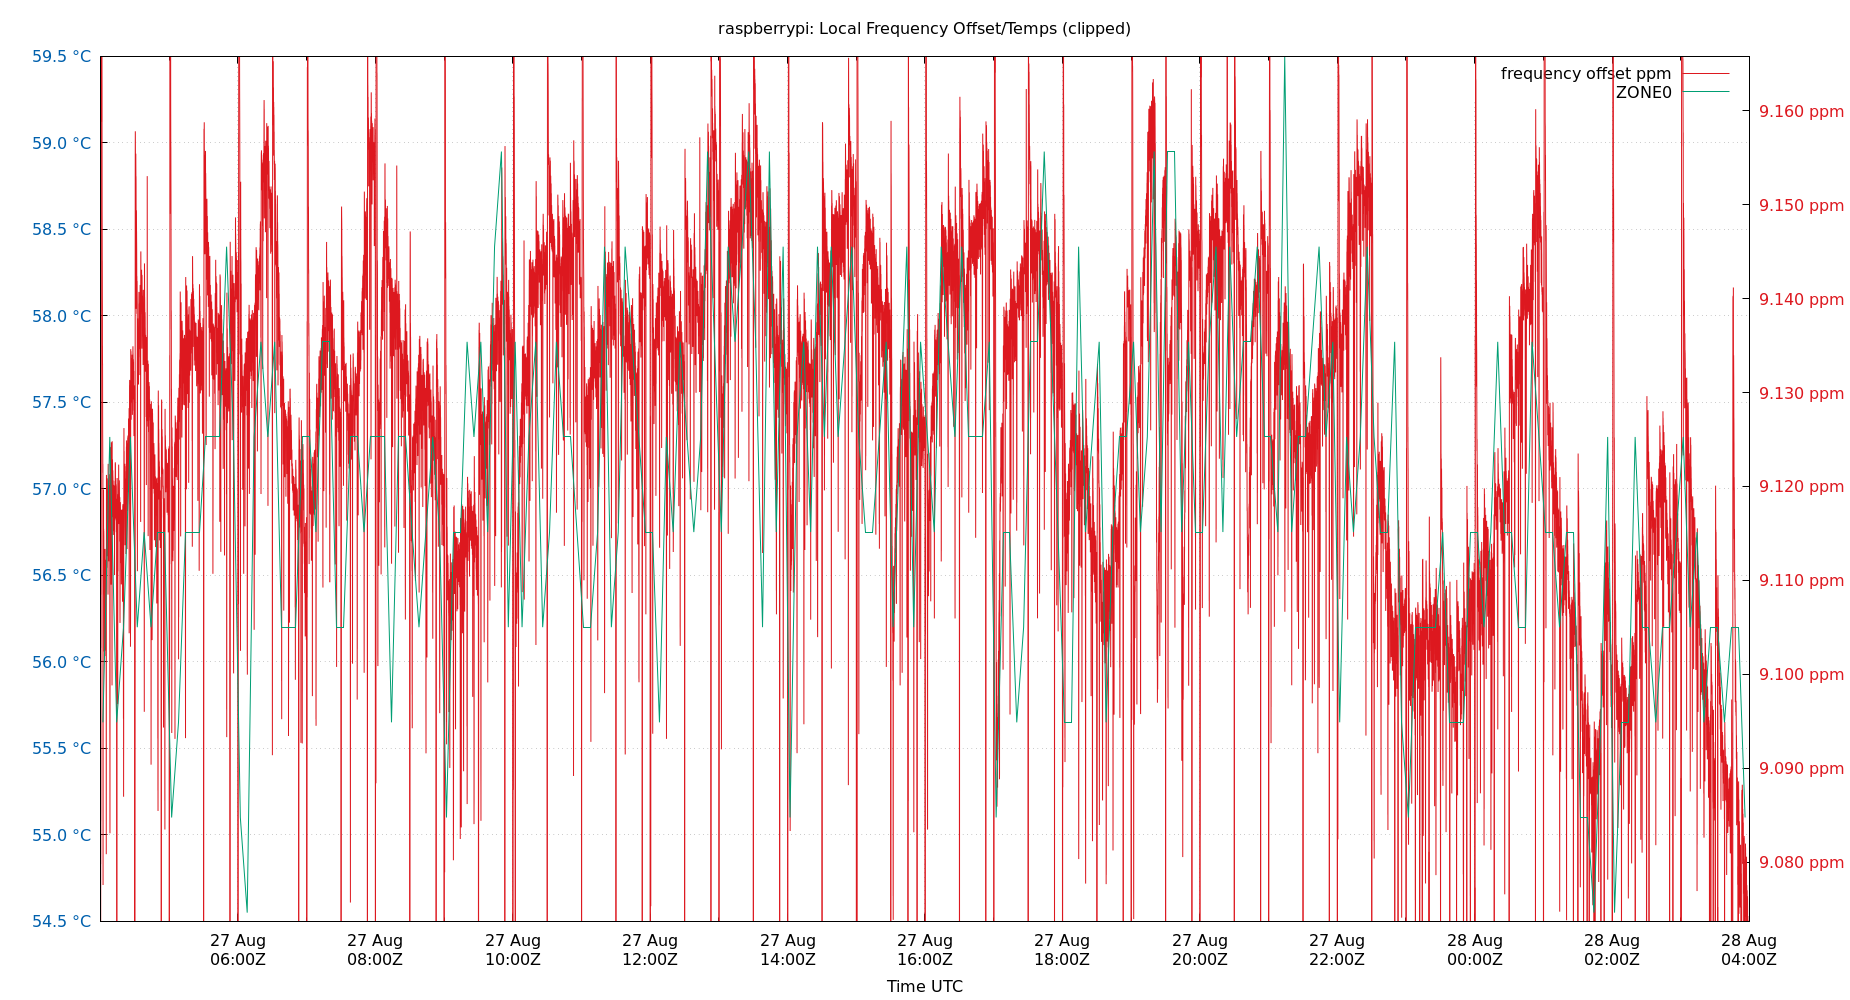 raspberrypi: Local Frequency Offset/Temps (clipped)
59.5 °C
59.0 °C
58.5 °C
58.0 °C
57.5 °C
57.0 °C
56.5 °C
56.0 °C
55.5 °C
55.0 °C
54.5 °C
frequency offset ppm
ZONE0
9.160 ppm
9.150 ppm
9.140 ppm
9.130 ppm
9.120 ppm
9.110 ppm
9.100 ppm
9.090 ppm
9.080 ppm
27 Aug 27 Aug 27 Aug 27 Aug 27 Aug 27 Aug 27 Aug 27 Aug 27 Aug 28 Aug 28 Aug 28 Aug
06:00Z 08:00Z 10:00Z 12:00Z 14:00Z 16:00Z 18:00Z 20:00Z 22:00Z 00:00Z 02:00Z 04:00Z
Time UTC